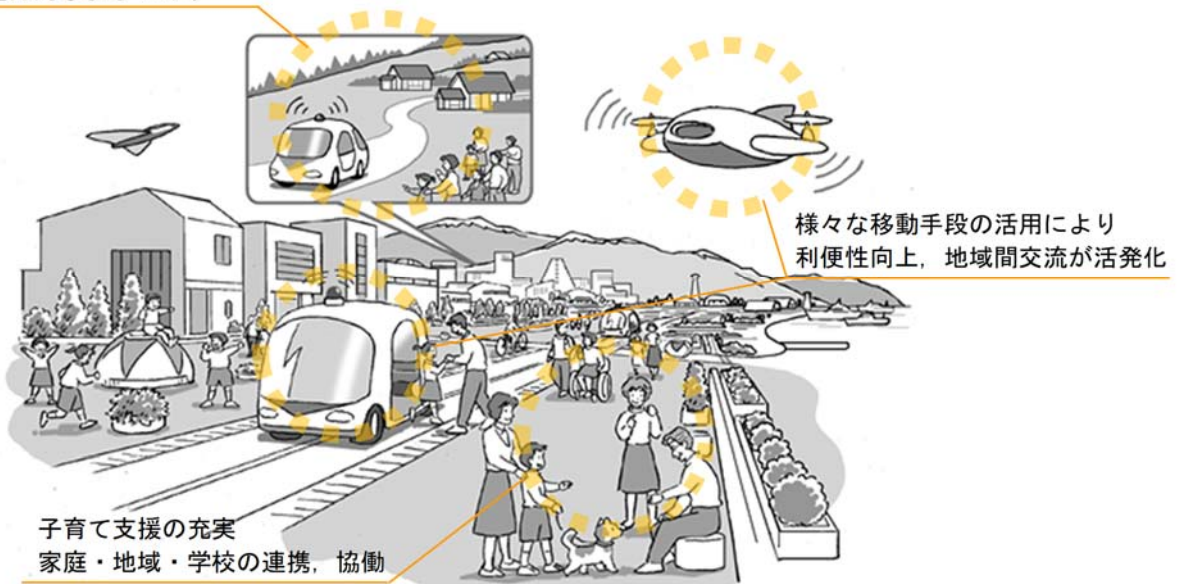 様々な移動手段の活用により
利便性向上，地域間交流が活発化
子育て支援の充実
家庭・地域・学校の連携，協働